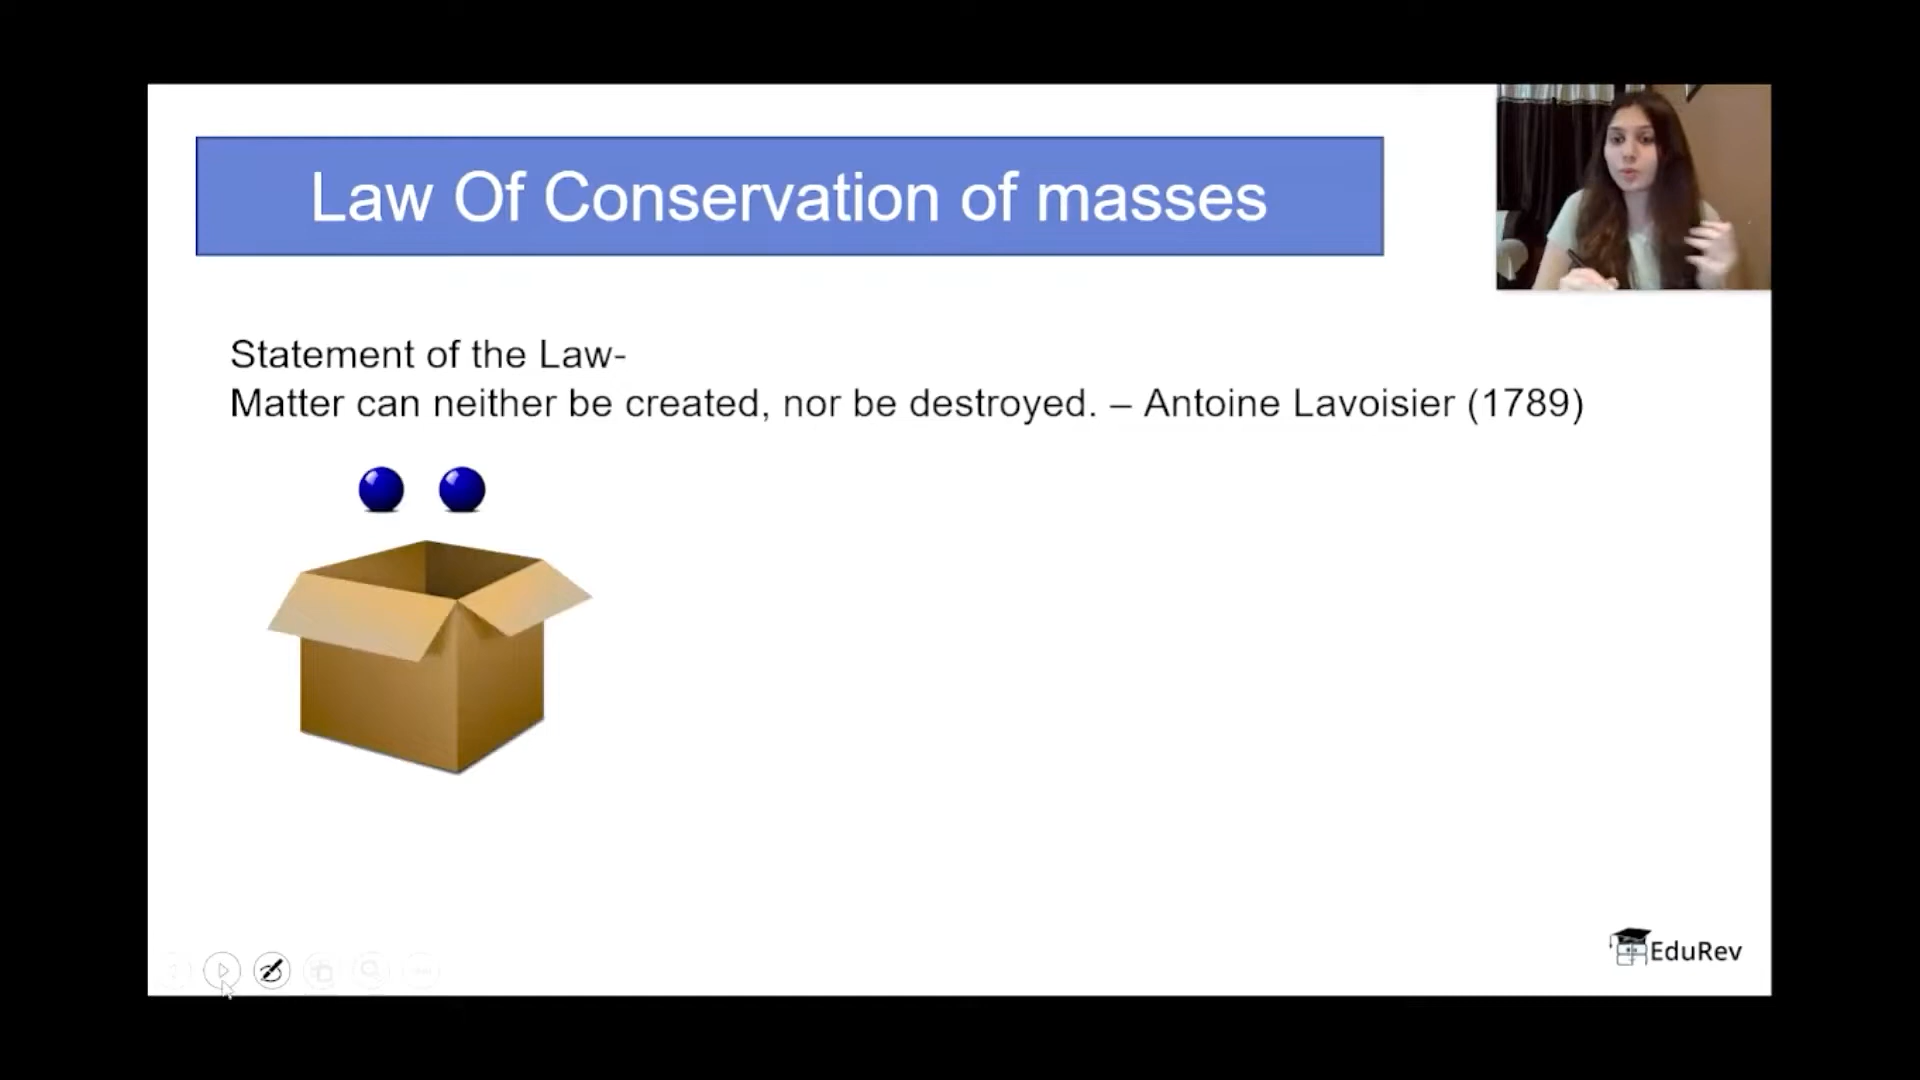 Law Of Conservation of masses
Statement of the Law-
Matter can neither be created, nor be destroyed. – Antoine Lavoisier (1789)
EduRev